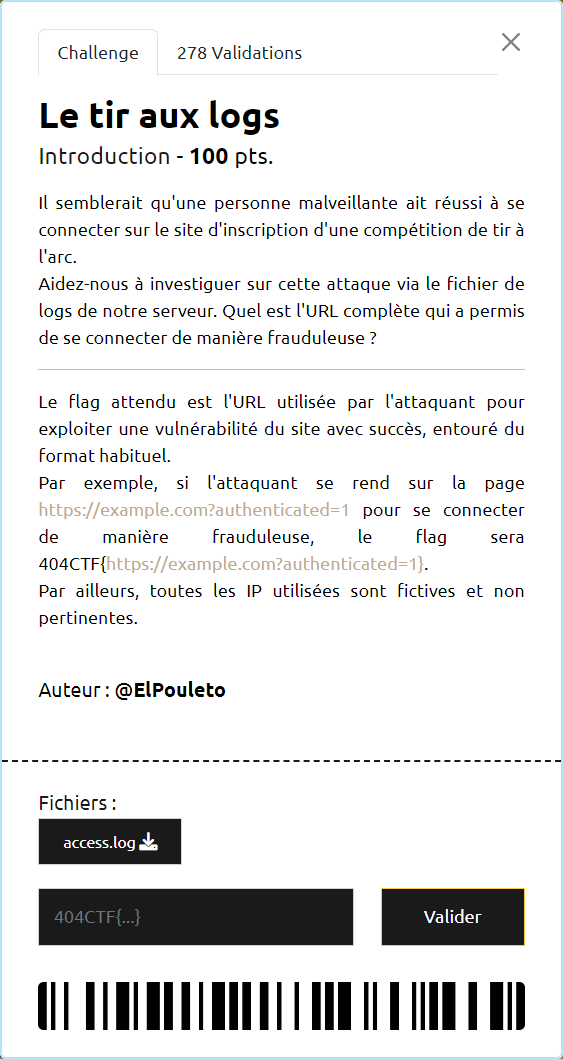 Challenge
278 Validations
Le tir aux logs
Introduction - 100 pts.
Il semblerait qu'une personne malveillante ait réussi à se
connecter sur le site d'inscription d'une compétition de tir à
l'arc.
Aidez-nous à investiguer sur cette attaque via le fichier de
logs de notre serveur. Quel est l'URL complète qui a permis
de se connecter de manière frauduleuse ?
Le flag attendu est l'URL utilisée par l'attaquant pour
exploiter une vulnérabilité du site avec succès, entouré du
format habituel.
Par exemple, si l'attaquant se rend sur la page
https://example.com?authenticated=1 pour se connecter
de manière frauduleuse, le flag sera
404CTF{https://example.com?authenticated=1}.
Par ailleurs, toutes les IP utilisées sont fictives et non
pertinentes.
Auteur : @ElPouleto
Fichiers :
access.log
404CTF{...}
Valider